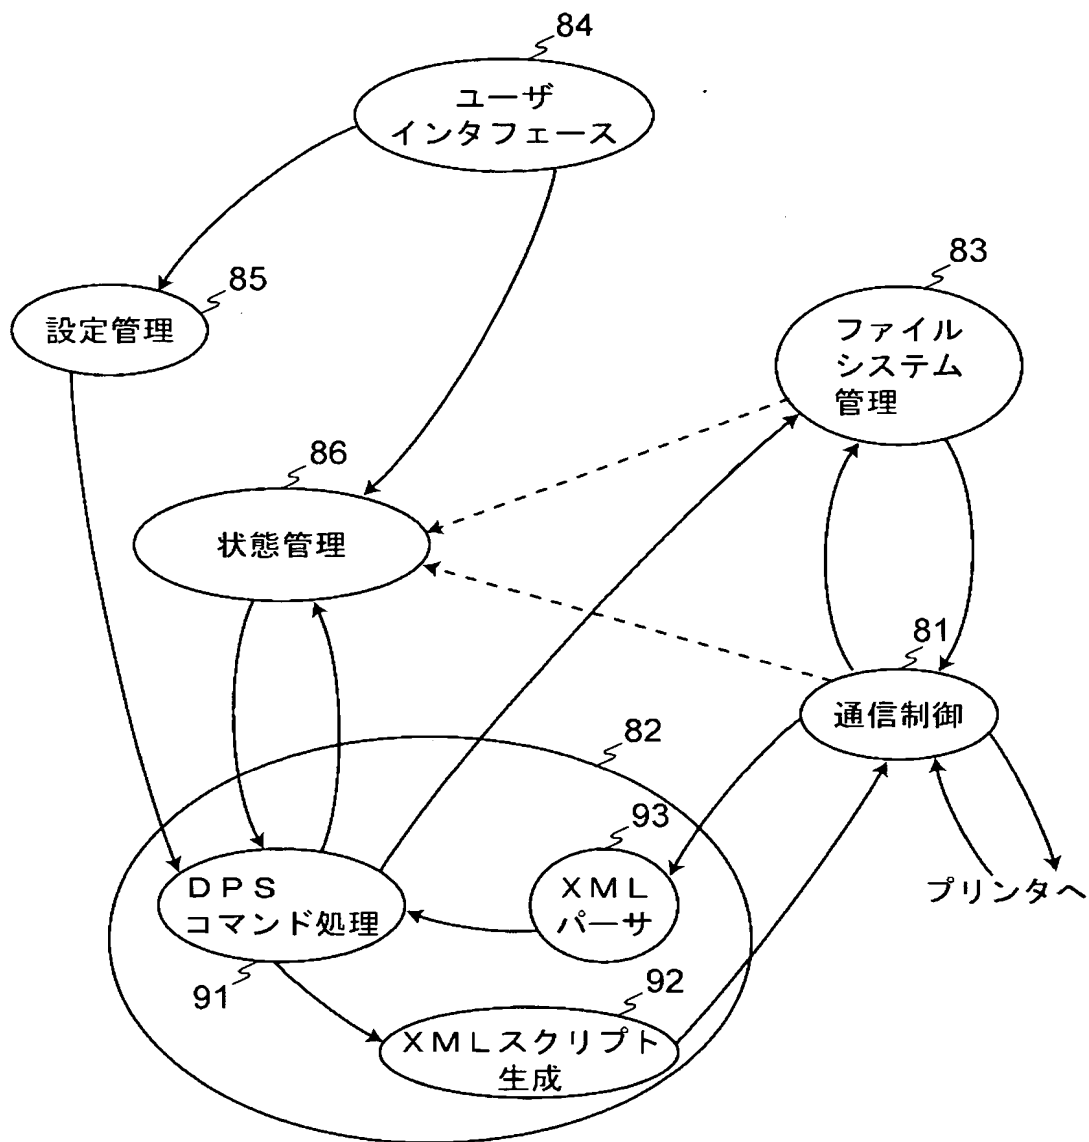 84
ユーザ
インタフェース
85
設定管理
83
ファイル
システム
管理
86
状態管理
81
通信制御
82
93
XML
パーサ
DPS
コマンド処理
91
プリンタへ
92
XMLスクリプト
生成